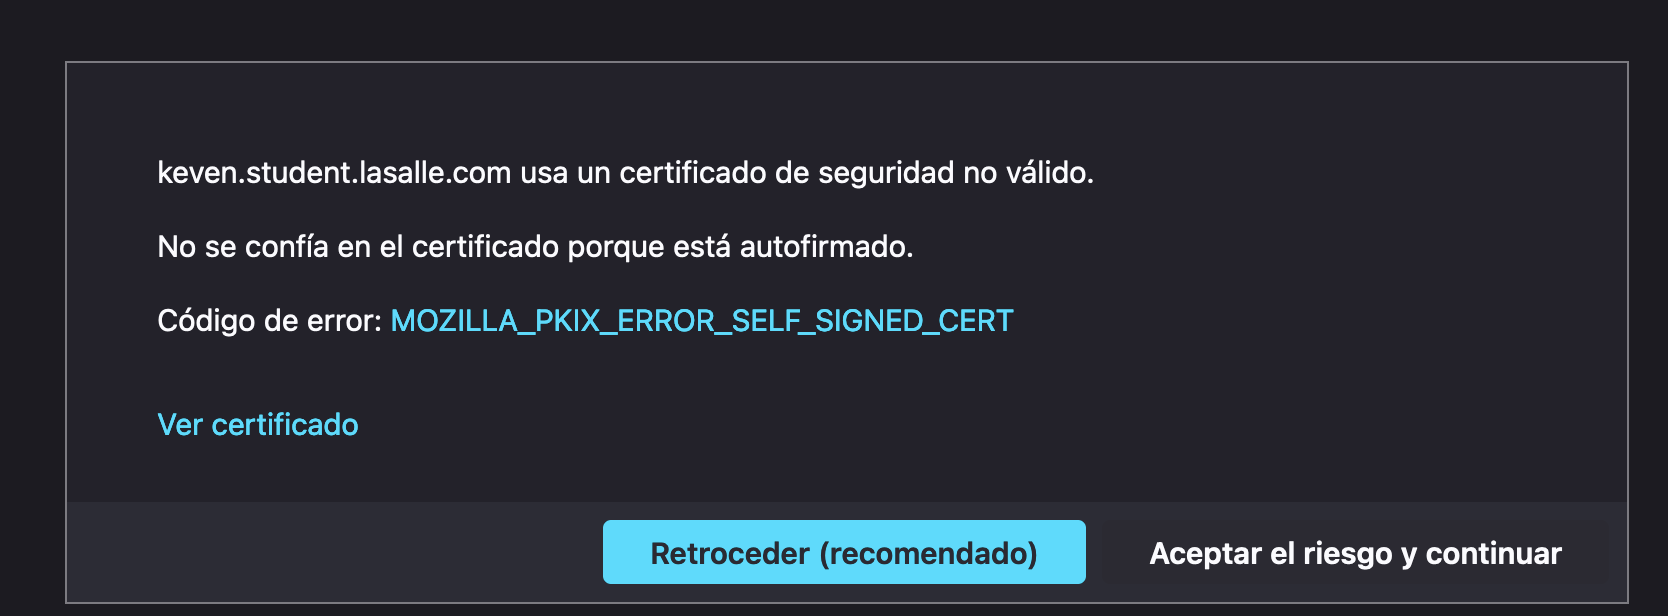 keven.student.lasalle.com usa un certificado de seguridad no válido.
No se confía en el certificado porque está autofirmado.
Código de error: MOZILLA_PKIX_ERROR_SELF_SIGNED_CERT
Ver certificado
Retroceder (recomendado)
Aceptar el riesgo y continuar